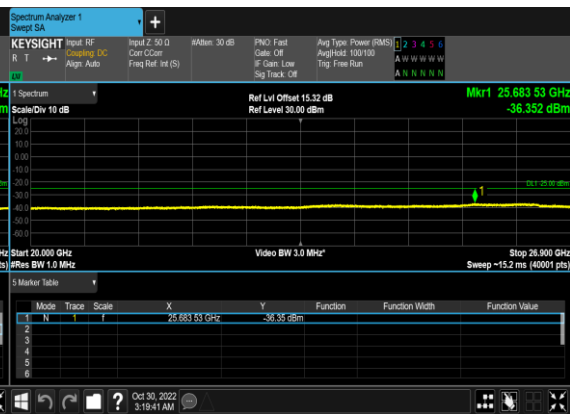 Spectrum Analyzer 1
Swept SA
+
KEYSIGHT
R T
LV
Input: RF
Coupling: DC
Align: Auto
Input Z: 50 Ω
Corr CCorr
Freq Ref: Int (S)
#Atten: 30 dB
PNO: Fast
Gate: Off
IF Gain: Low
Sig Track: Off
Avg Type: Power (RMS)
Avg|Hold: 100/100
Trig: Free Run
1 2 3 4 5 6
A W W W W W
A N N N N N
1 Spectrum
Scale/Div 10 dB
Ref Lvl Offset 15.32 dB
Ref Level 30.00 dBm
Mkr1 25.683 53 GHz
-36.352 dBm
Log
20.0
10.0
0.00
-10.0
-20.0
-30.0
-40.0
-50.0
-60.0
1
DL1 -25.00 dBm
Start 20.000 GHz
#Res BW 1.0 MHz
Video BW 3.0 MHz*
Stop 26.900 GHz
Sweep ~15.2 ms (40001 pts)
5 Marker Table
Mode Trace Scale X Y Function Function Width Function Value
1 N 1 f 25.683 53 GHz -36.35 dBm
2
3
4
5
6
?
Oct 30, 2022
3:19:41 AM